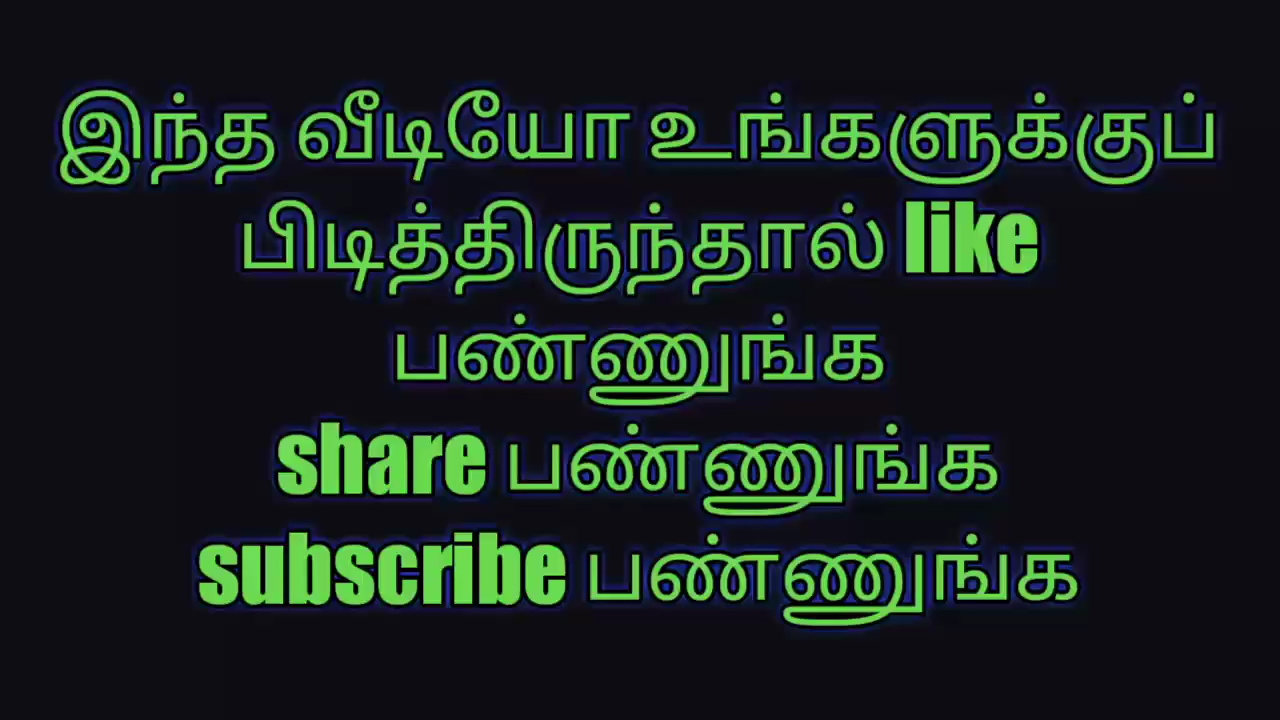 இந்த வீடியோ உங்களுக்குப்
பிடித்திருந்தால் like
பண்ணுங்க
share பண்ணுங்க
subscribe பண்ணுங்க